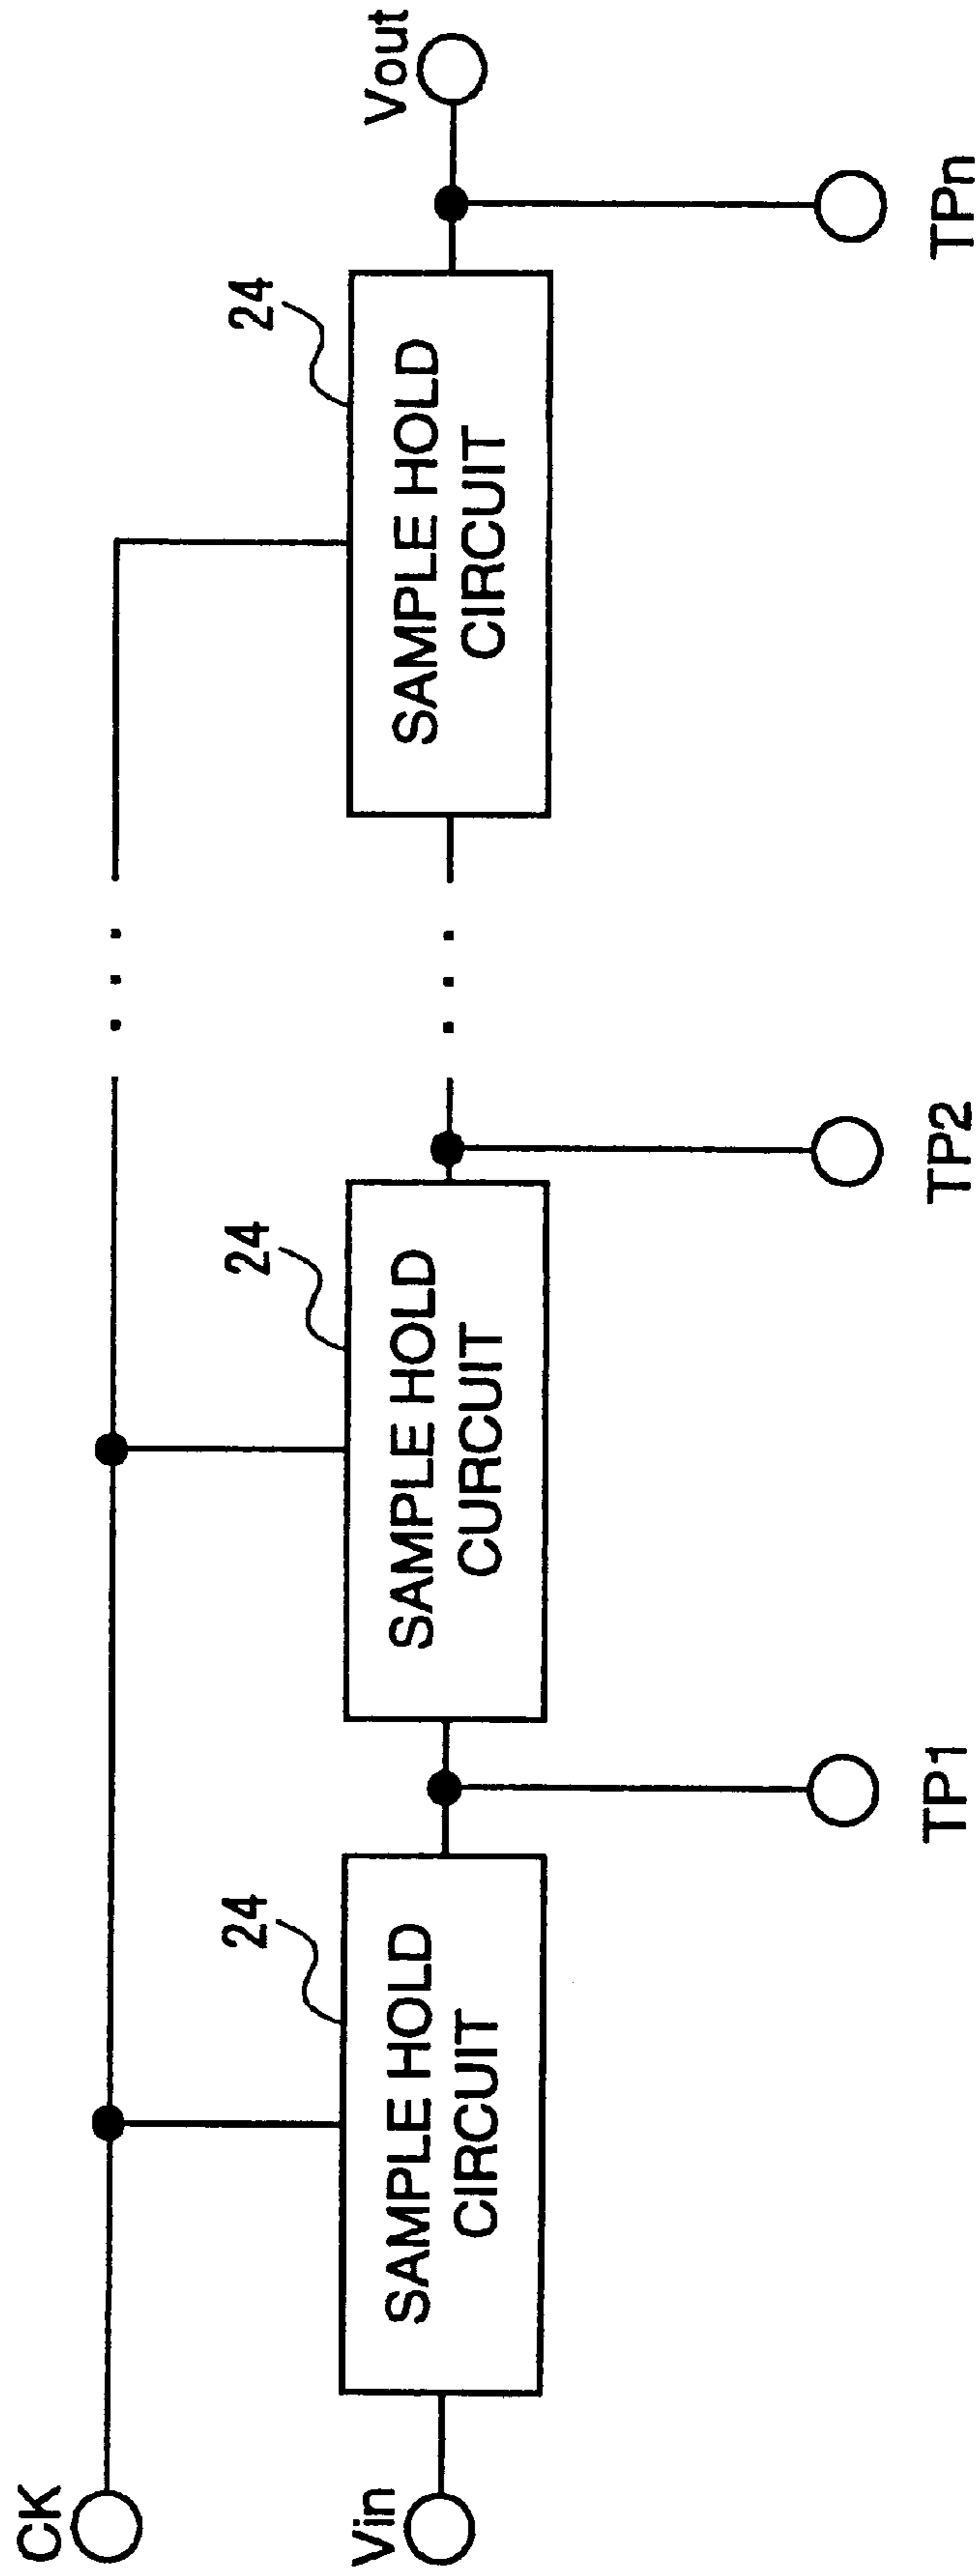 CK
24
24
24
Vin
SAMPLE HOLD
CIRCUIT
SAMPLE HOLD
CURCUIT
SAMPLE HOLD
CIRCUIT
Vout
TP1
TP2
TPn